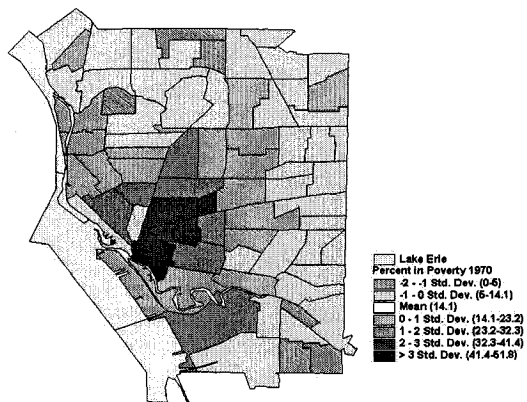 Lake Erie
Percent in Poverty 1970
-2 - -1 Std. Dev. (0-5)
-1 - 0 Std. Dev. (5-14.1)
Mean (14.1)
0 - 1 Std. Dev. (14.1-23.2)
1 - 2 Std. Dev. (23.2-32.3)
2 - 3 Std. Dev. (32.3-41.4)
> 3 Std. Dev. (41.4-51.8)